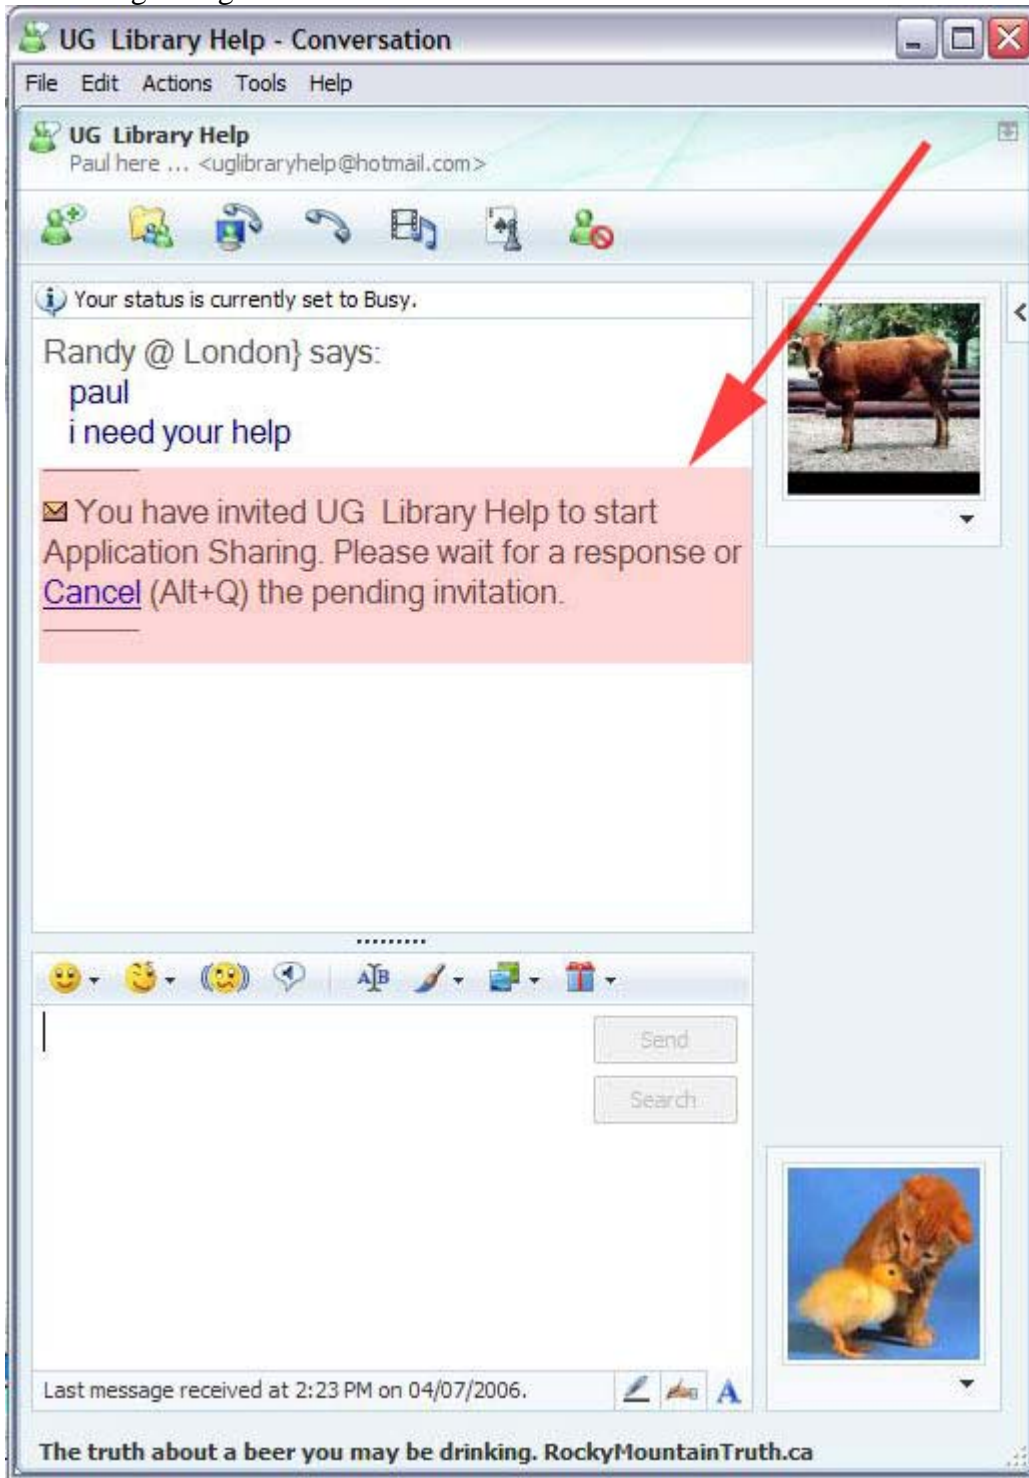 UG Library Help - Conversation
File Edit Actions Tools Help
UG Library Help
Paul here ... <uglibraryhelp@hotmail.com>
Your status is currently set to Busy.
Randy @ London} says:
paul
i need your help
You have invited UG Library Help to start
Application Sharing. Please wait for a response or
Cancel (Alt+Q) the pending invitation.
Send
Search
Last message received at 2:23 PM on 04/07/2006.
The truth about a beer you may be drinking. RockyMountainTruth.ca